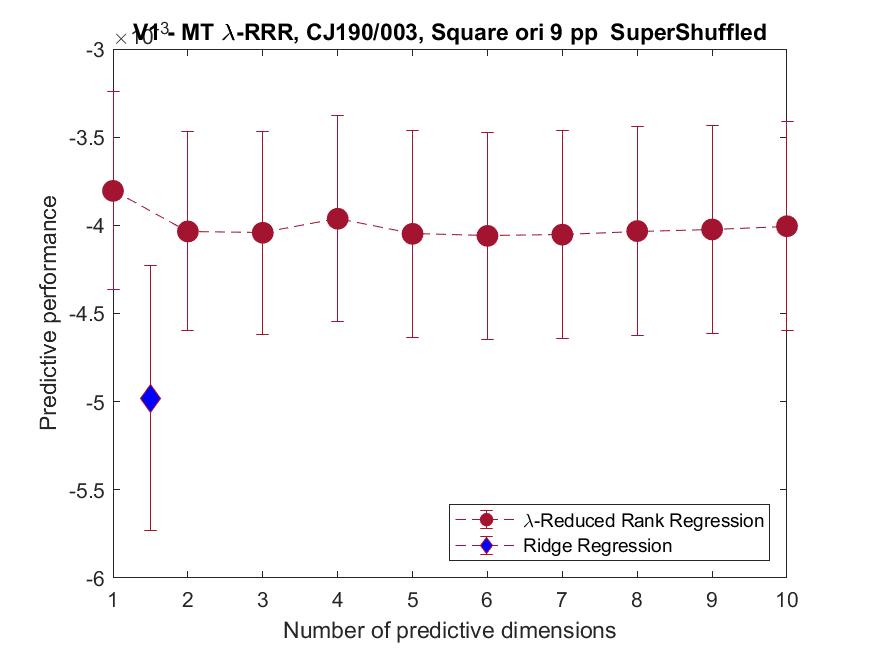 V1 - MT λ-RRR, CJ190/003, Square ori 9 pp SuperShuffled
-3
-3.5
-4
-4.5
-5
-5.5
-6
Predictive performance
λ-Reduced Rank Regression
Ridge Regression
1 2 3 4 5 6 7 8 9 10
Number of predictive dimensions